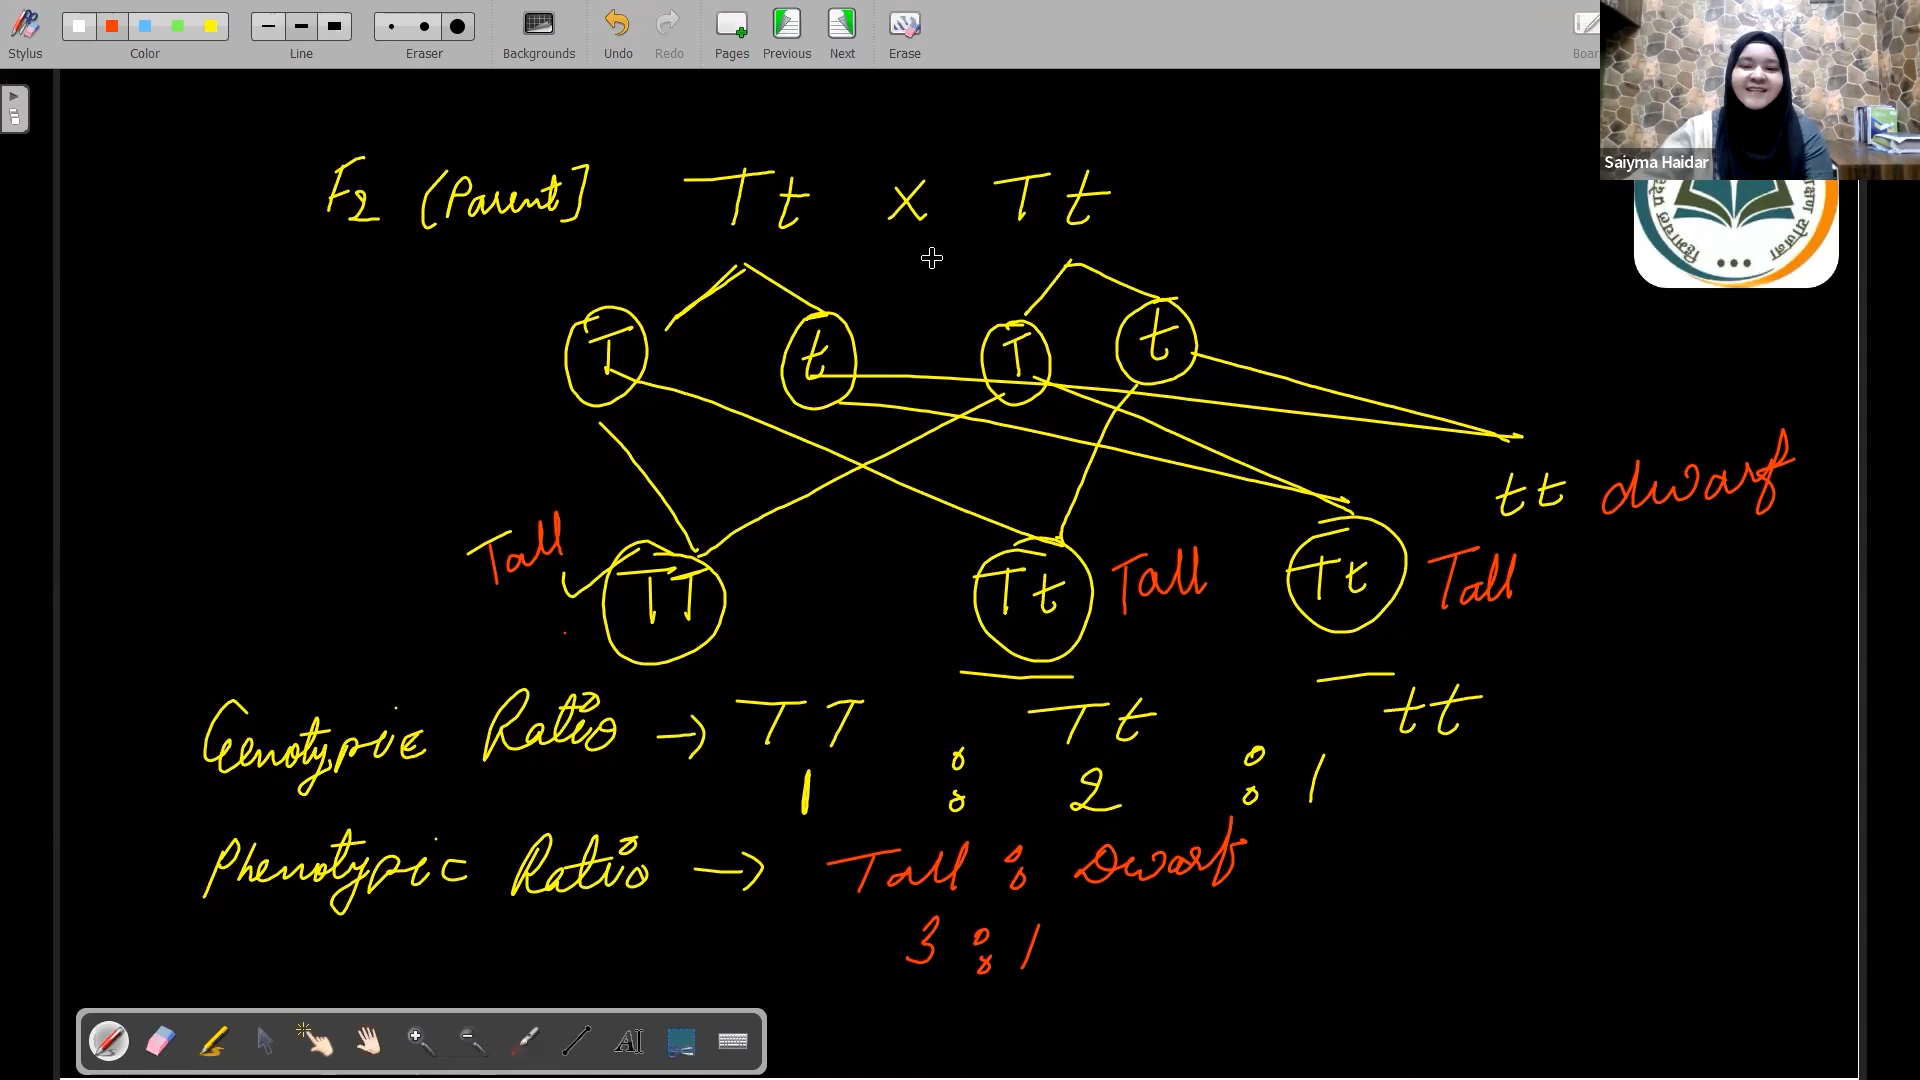 Stylus Color Line Eraser Backgrounds Undo Redo Pages Previous Next Erase
Saiyma Haidar
F2 (Parent] Tt x Tt
T t T t
tt dwarf
Tall TT Tt Tall Tt Tall
Genotypic Ratio → TT Tt tt
1 : 2 : 1
Phenotypic Ratio → Tall : Dwarf
3 : 1